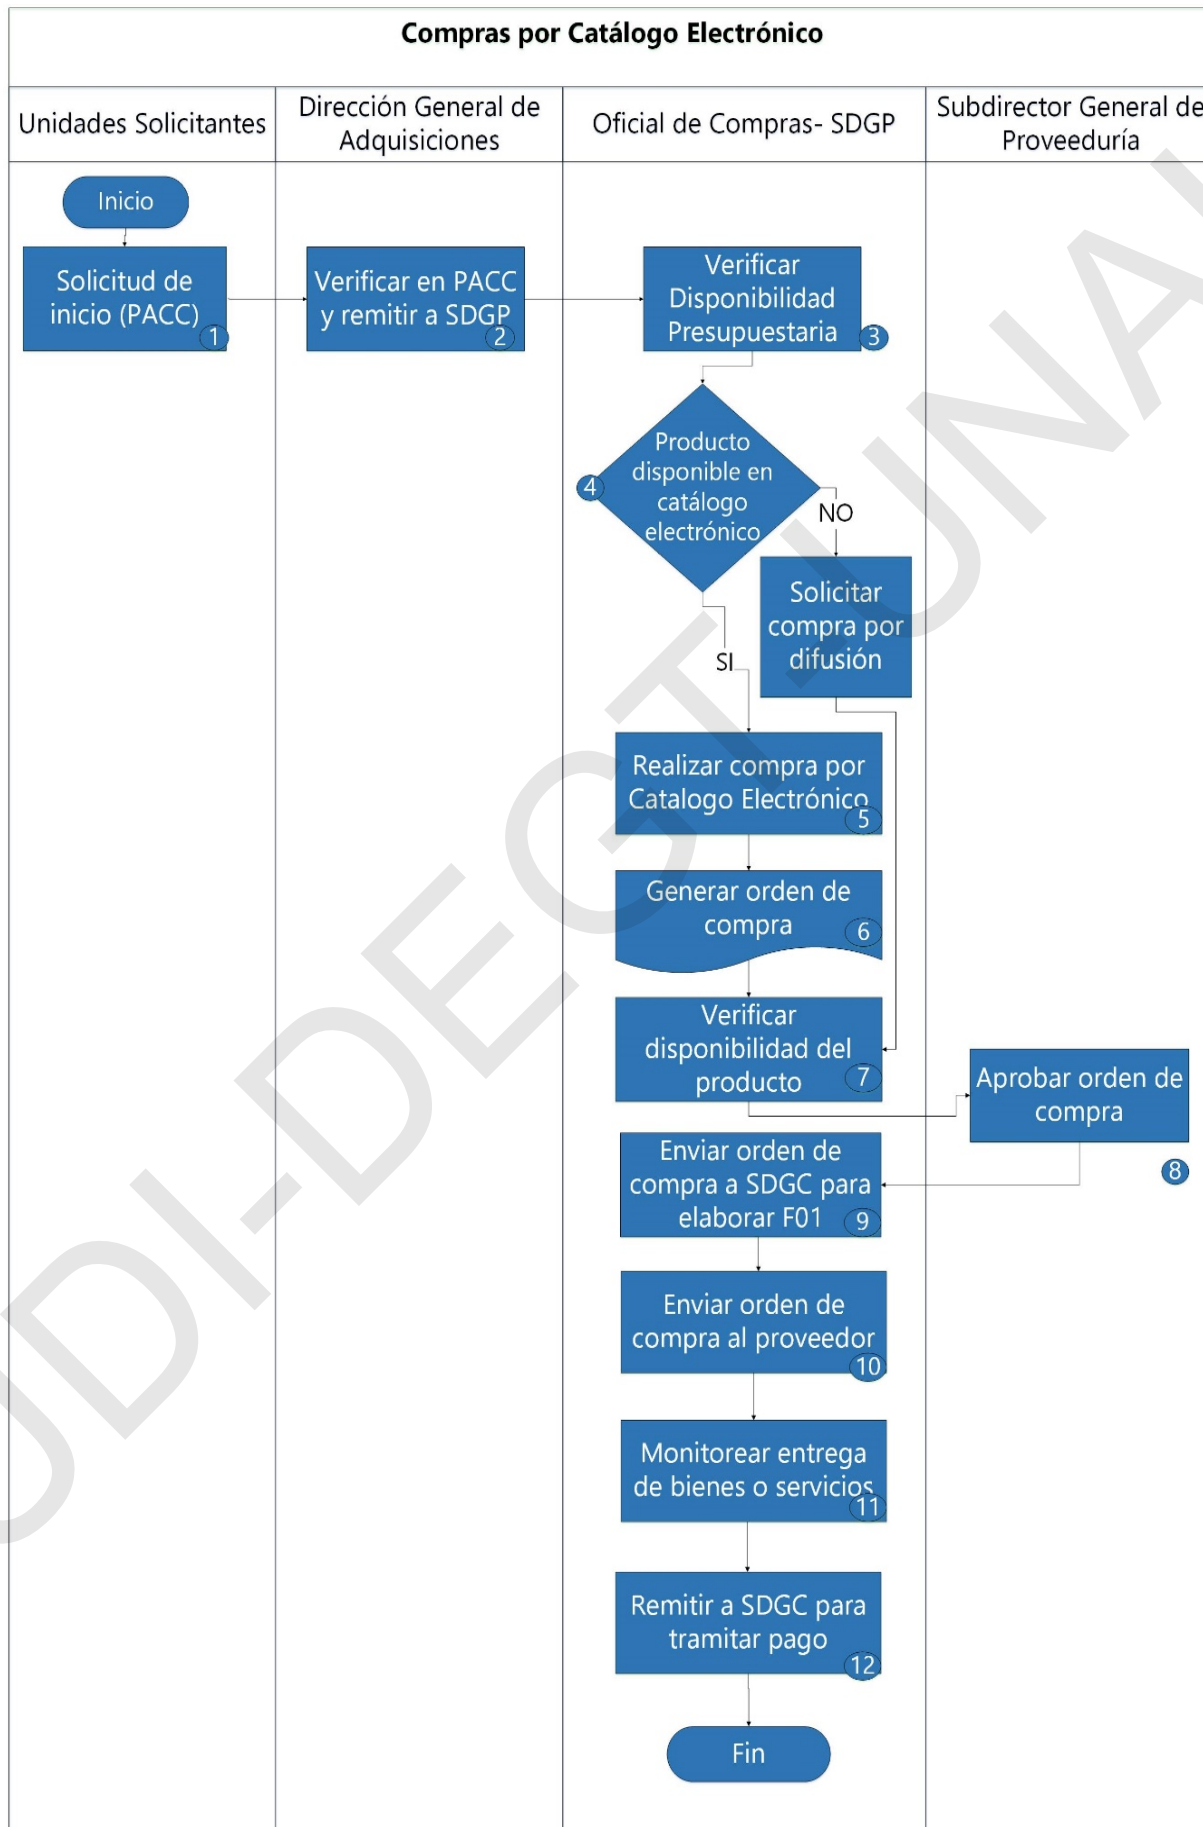 Compras por Catálogo Electrónico
Unidades Solicitantes
Dirección General de
Adquisiciones
Oficial de Compras- SDGP
Subdirector General de
Proveeduría
Inicio
Solicitud de
inicio (PACC)
1
Verificar en PACC
y remitir a SDGP
2
Verificar
Disponibilidad
Presupuestaria
3
Producto
disponible en
catálogo
electrónico
4
NO
Solicitar
compra por
difusión
SI
Realizar compra por
Catalogo Electrónico
5
Generar orden de
compra
6
Verificar
disponibilidad del
producto
7
Aprobar orden de
compra
8
Enviar orden de
compra a SDGC para
elaborar F01
9
Enviar orden de
compra al proveedor
10
Monitorear entrega
de bienes o servicios
11
Remitir a SDGC para
tramitar pago
12
Fin
UDI-DEGT-UNA